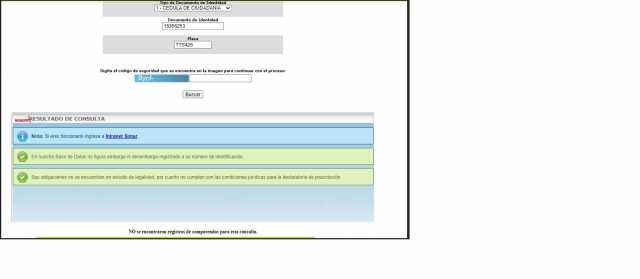 Tipo de Documento de Identidad
1 - CEDULA DE CIUDADANIA
Documento de Identidad
15356253
Placa
TTS426
Digite el código de seguridad que se encuentra en la imagen para continuar con el proceso:
Buscar
RESULTADO DE CONSULTA
Nota: Si eres funcionario ingrese a Intranet Simur
En nuestra Base de Datos no figura embargo ni desembargo registrado a su número de identificación.
Sus obligaciones no se encuentran en estado de legalidad, por cuanto no cumplen con las condiciones jurídicas para la declaratoria de prescripción.
NO se encontraron registros de comparendos para esta consulta.